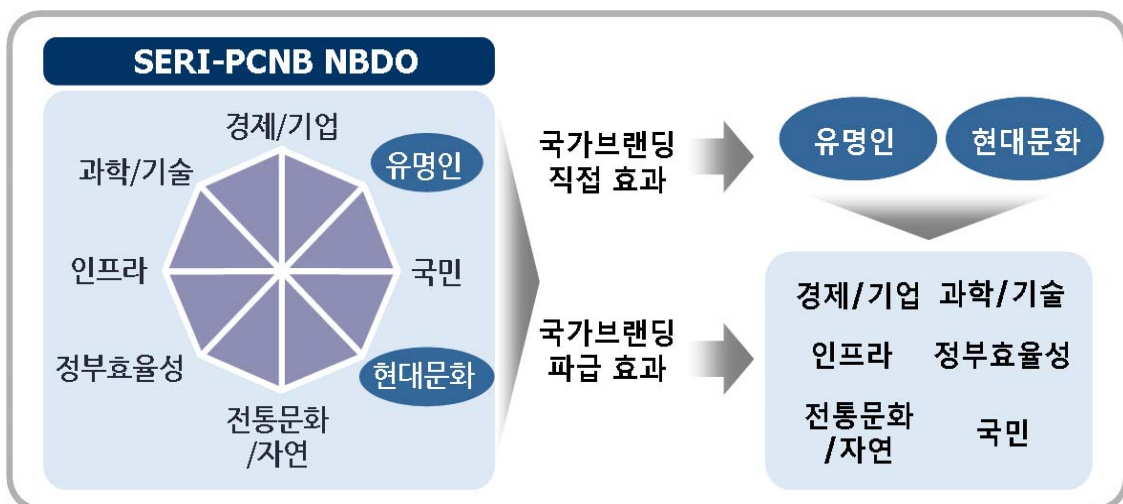 SERI-PCNB NBDO
경제/기업
과학/기술
유명인
인프라
국민
정부효율성
현대문화
전통문화
/자연
국가브랜딩
직접 효과
국가브랜딩
파급 효과
유명인
현대문화
경제/기업 과학/기술
인프라 정부효율성
전통문화
/자연
국민